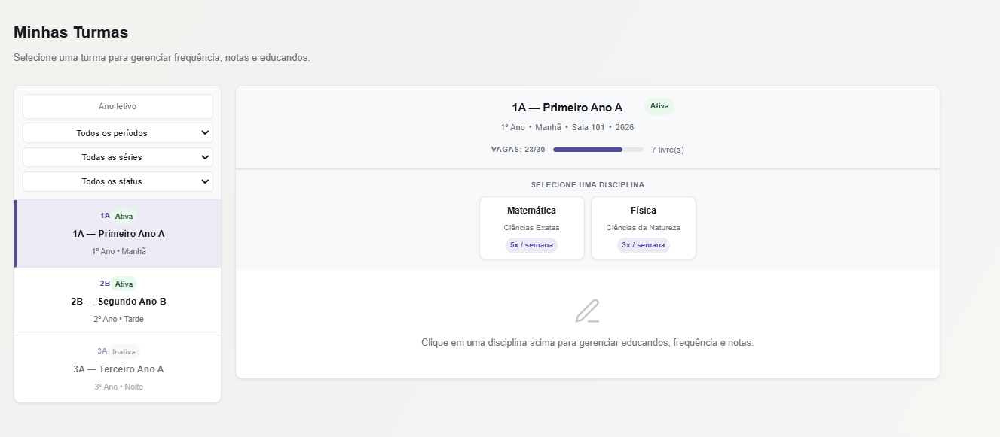 Minhas Turmas
Selecione uma turma para gerenciar frequência, notas e educandos.
Ano letivo
Todos os períodos
Todas as séries
Todos os status
1A Ativa
1A — Primeiro Ano A
1º Ano • Manhã
2B Ativa
2B — Segundo Ano B
2º Ano • Tarde
3A Inativa
3A — Terceiro Ano A
3º Ano • Noite
1A — Primeiro Ano A Ativa
1º Ano • Manhã • Sala 101 • 2026
VAGAS: 23/30 7 livre(s)
SELECIONE UMA DISCIPLINA
Matemática
Ciências Exatas
5x / semana
Física
Ciências da Natureza
3x / semana
Clique em uma disciplina acima para gerenciar educandos, frequência e notas.